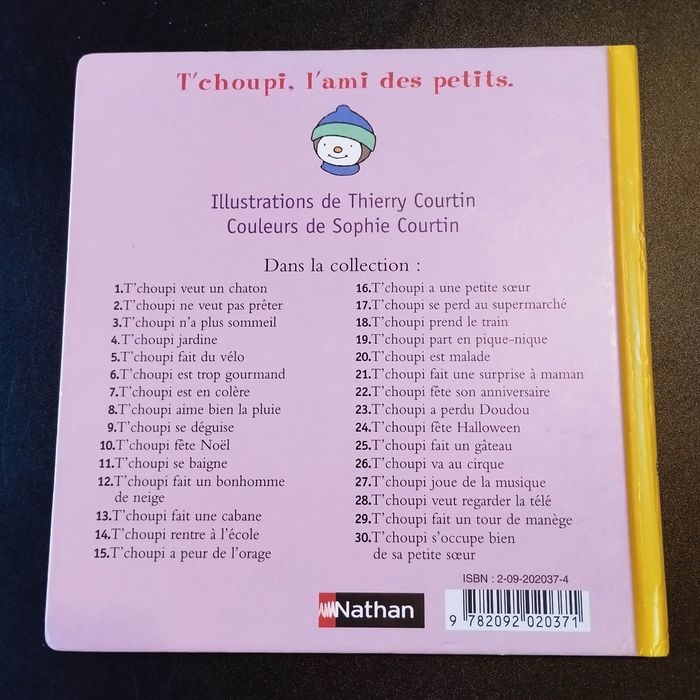 T'choupi, l'ami des petits.
Illustrations de Thierry Courtin
Couleurs de Sophie Courtin
Dans la collection :
1.T'choupi veut un chaton
2.T'choupi ne veut pas prêter
3.T'choupi n'a plus sommeil
4.T'choupi jardine
5.T'choupi fait du vélo
6.T'choupi est trop gourmand
7.T'choupi est en colère
8.T'choupi aime bien la pluie
9.T'choupi se déguise
10.T'choupi fête Noël
11.T'choupi se baigne
12.T'choupi fait un bonhomme
de neige
13.T'choupi fait une cabane
14.T'choupi rentre à l'école
15.T'choupi a peur de l'orage
16.T'choupi a une petite sœur
17.T'choupi se perd au supermarché
18.T'choupi prend le train
19.T'choupi part en pique-nique
20.T'choupi est malade
21.T'choupi fait une surprise à maman
22.T'choupi fête son anniversaire
23.T'choupi a perdu Doudou
24.T'choupi fête Halloween
25.T'choupi fait un gâteau
26.T'choupi va au cirque
27.T'choupi joue de la musique
28.T'choupi veut regarder la télé
29.T'choupi fait un tour de manège
30.T'choupi s'occupe bien
de sa petite sœur
ISBN : 2-09-202037-4
Nathan
9 782092 020371